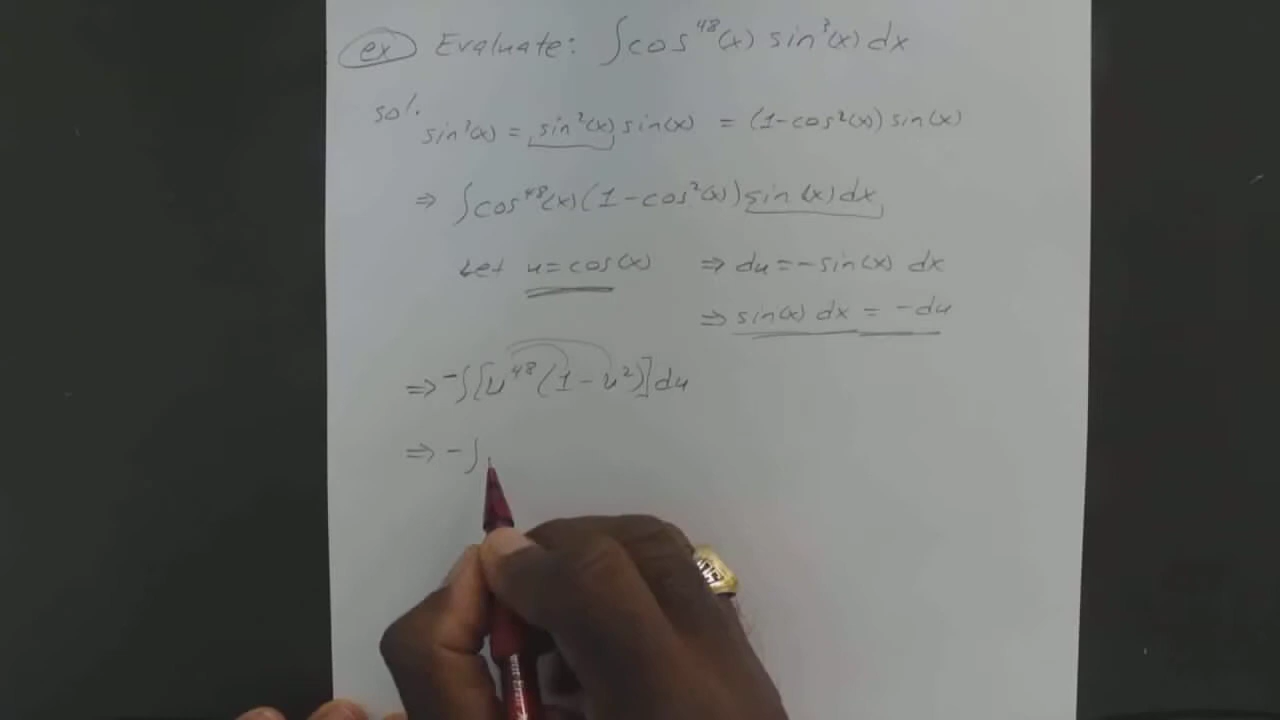 ex Evaluate: ∫cos⁴⁸(x) sin³(x) dx
sol.
sin³(x) = sin²(x) sin(x) = (1-cos²(x)) sin(x)
⇒ ∫cos⁴⁸(x)(1-cos²(x)) sin(x) dx
Let u=cos(x) ⇒ du=-sin(x) dx
⇒ sin(x) dx = -du
⇒ -∫[u⁴⁸(1-u²)]du
⇒ -∫